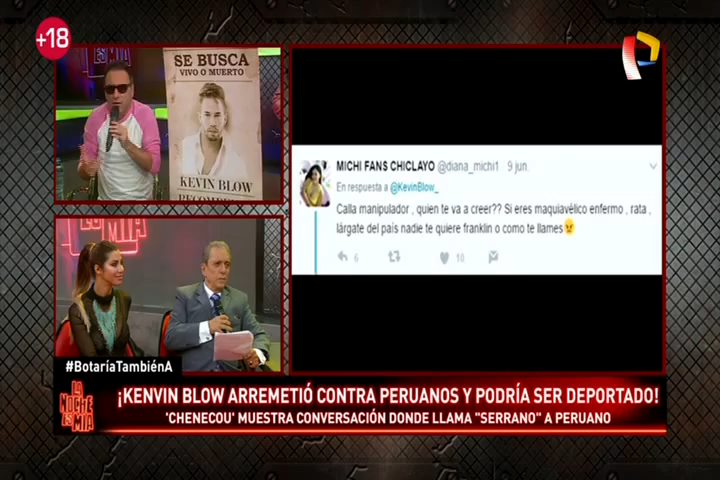 +18
ES MIA
SE BUSCA
VIVO O MUERTO
KEVIN BLOW
MICHI FANS CHICLAYO @diana_michi1 9 jun.
En respuesta a @KevinBlow_
Calla manipulador , quien te va a creer?? Si eres maquiavélico enfermo , rata ,
lárgate del país nadie te quiere franklin o como te llames
6 10
#BotaríaTambiénA
LA NOCHE ES MIA
¡KENVIN BLOW ARREMETIÓ CONTRA PERUANOS Y PODRÍA SER DEPORTADO!
'CHENECOU' MUESTRA CONVERSACIÓN DONDE LLAMA "SERRANO" A PERUANO